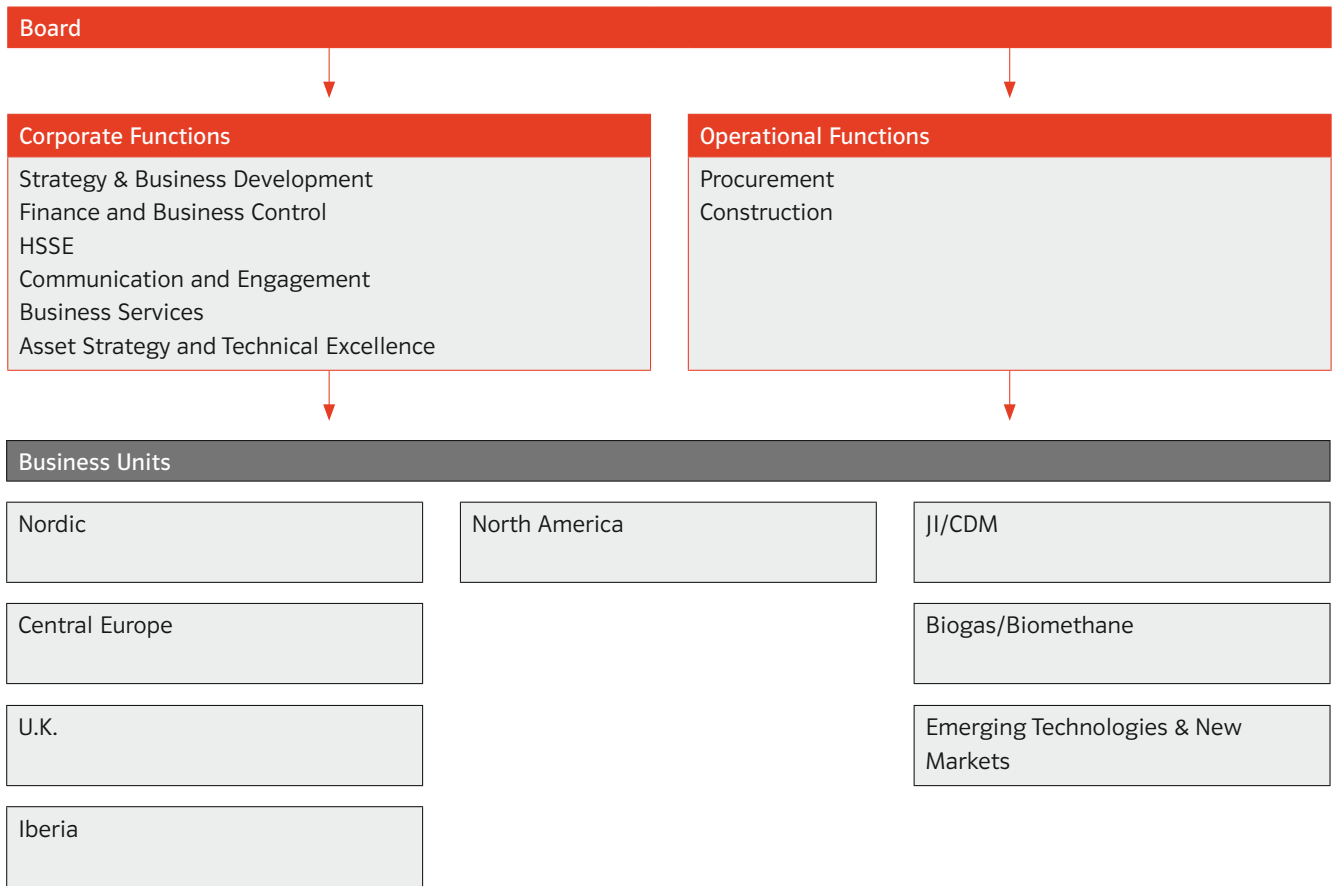 Board
Corporate Functions
Strategy & Business Development
Finance and Business Control
HSSE
Communication and Engagement
Business Services
Asset Strategy and Technical Excellence
Operational Functions
Procurement
Construction
Business Units
Nordic
Central Europe
U.K.
Iberia
North America
JI/CDM
Biogas/Biomethane
Emerging Technologies & New
Markets